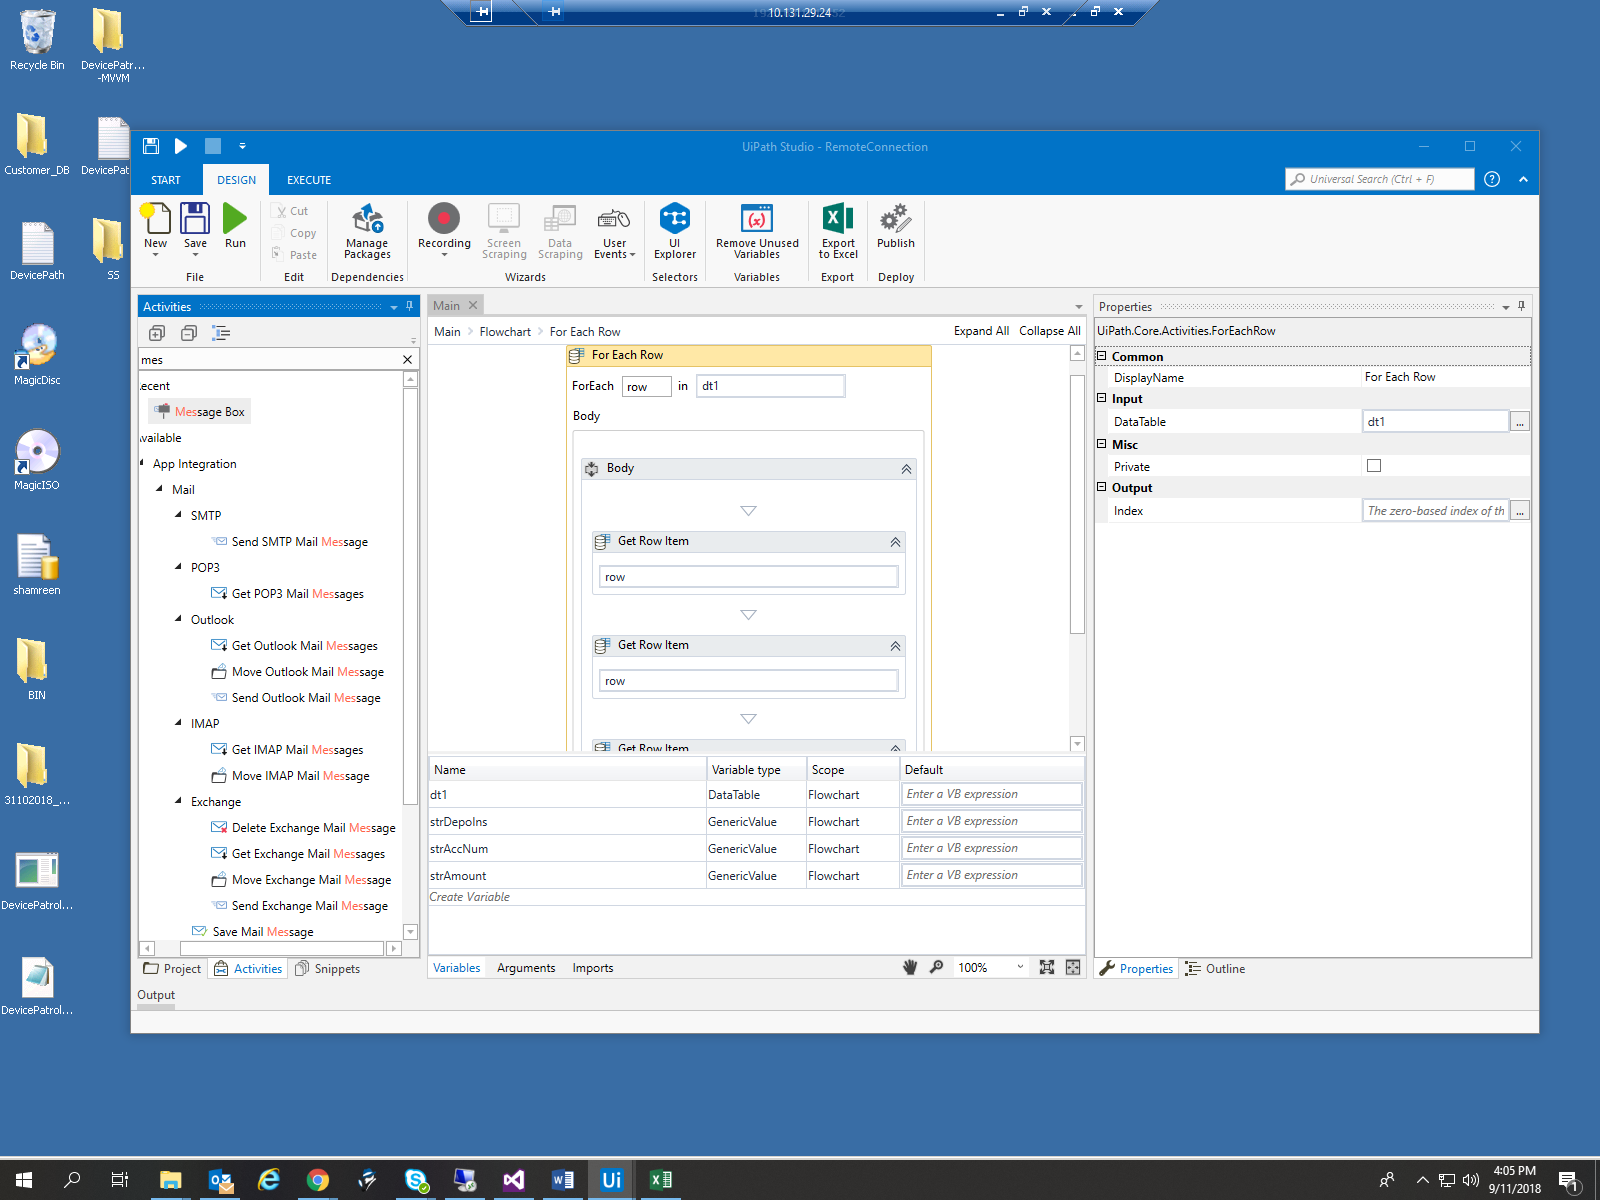 10.131.29.24
Recycle Bin
DevicePatr...
-MVVM
Customer_DB
DevicePat
DevicePath
SS
MagicDisc
MagicISO
shamreen
BIN
31102018_...
DevicePatrol...
DevicePatrol...
UiPath Studio - RemoteConnection
START
DESIGN
EXECUTE
Universal Search (Ctrl + F)
New
Save
Run
File
Cut
Copy
Paste
Edit
Manage
Packages
Dependencies
Recording
Screen
Scraping
Data
Scraping
User
Events
Wizards
UI
Explorer
Selectors
Remove Unused
Variables
Variables
Export
to Excel
Export
Publish
Deploy
Activities
mes
ecent
Message Box
vailable
App Integration
Mail
SMTP
Send SMTP Mail Message
POP3
Get POP3 Mail Messages
Outlook
Get Outlook Mail Messages
Move Outlook Mail Message
Send Outlook Mail Message
IMAP
Get IMAP Mail Messages
Move IMAP Mail Message
Exchange
Delete Exchange Mail Message
Get Exchange Mail Messages
Move Exchange Mail Message
Send Exchange Mail Message
Save Mail Message
Project
Activities
Snippets
Output
Main
Main > Flowchart > For Each Row
Expand All
Collapse All
For Each Row
ForEach row in dt1
Body
Body
Get Row Item
row
Get Row Item
row
Get Row Item
Name Variable type Scope Default
dt1 DataTable Flowchart Enter a VB expression
strDepoIns GenericValue Flowchart Enter a VB expression
strAccNum GenericValue Flowchart Enter a VB expression
strAmount GenericValue Flowchart Enter a VB expression
Create Variable
Variables
Arguments
Imports
100%
Properties
UiPath.Core.Activities.ForEachRow
Common
DisplayName For Each Row
Input
DataTable dt1 ...
Misc
Private
Output
Index The zero-based index of th ...
Properties
Outline
Ui
4:05 PM
9/11/2018
1